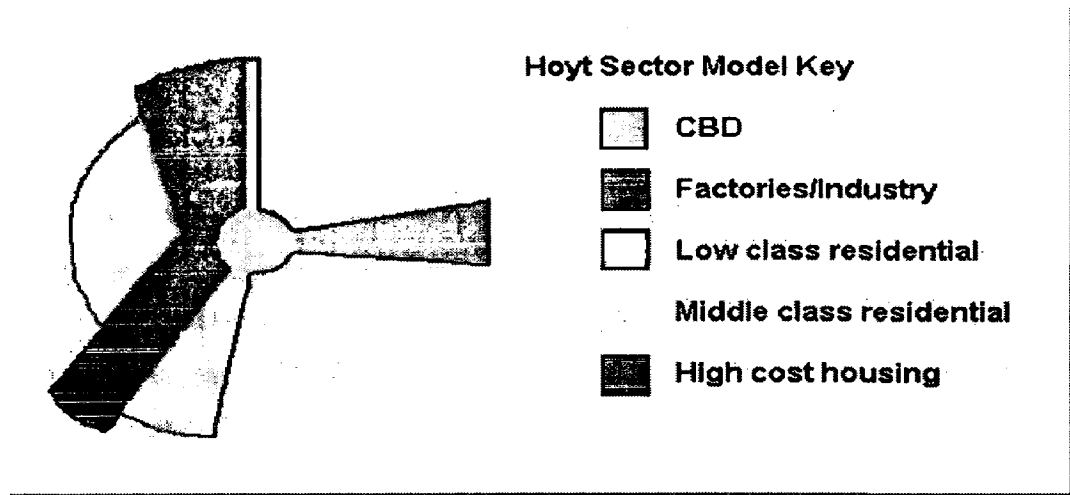 Hoyt Sector Model Key
CBD
Factories/Industry
Low class residential
Middle class residential
High cost housing